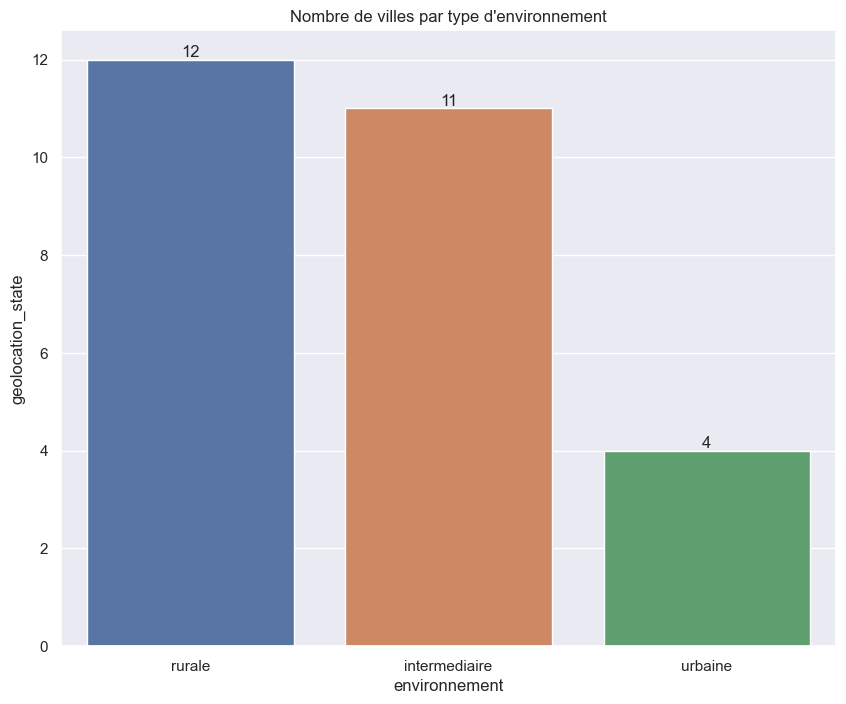 Nombre de villes par type d'environnement
12
11
4
12
10
8
6
4
2
0
geolocation_state
rurale
intermediaire
urbaine
environnement